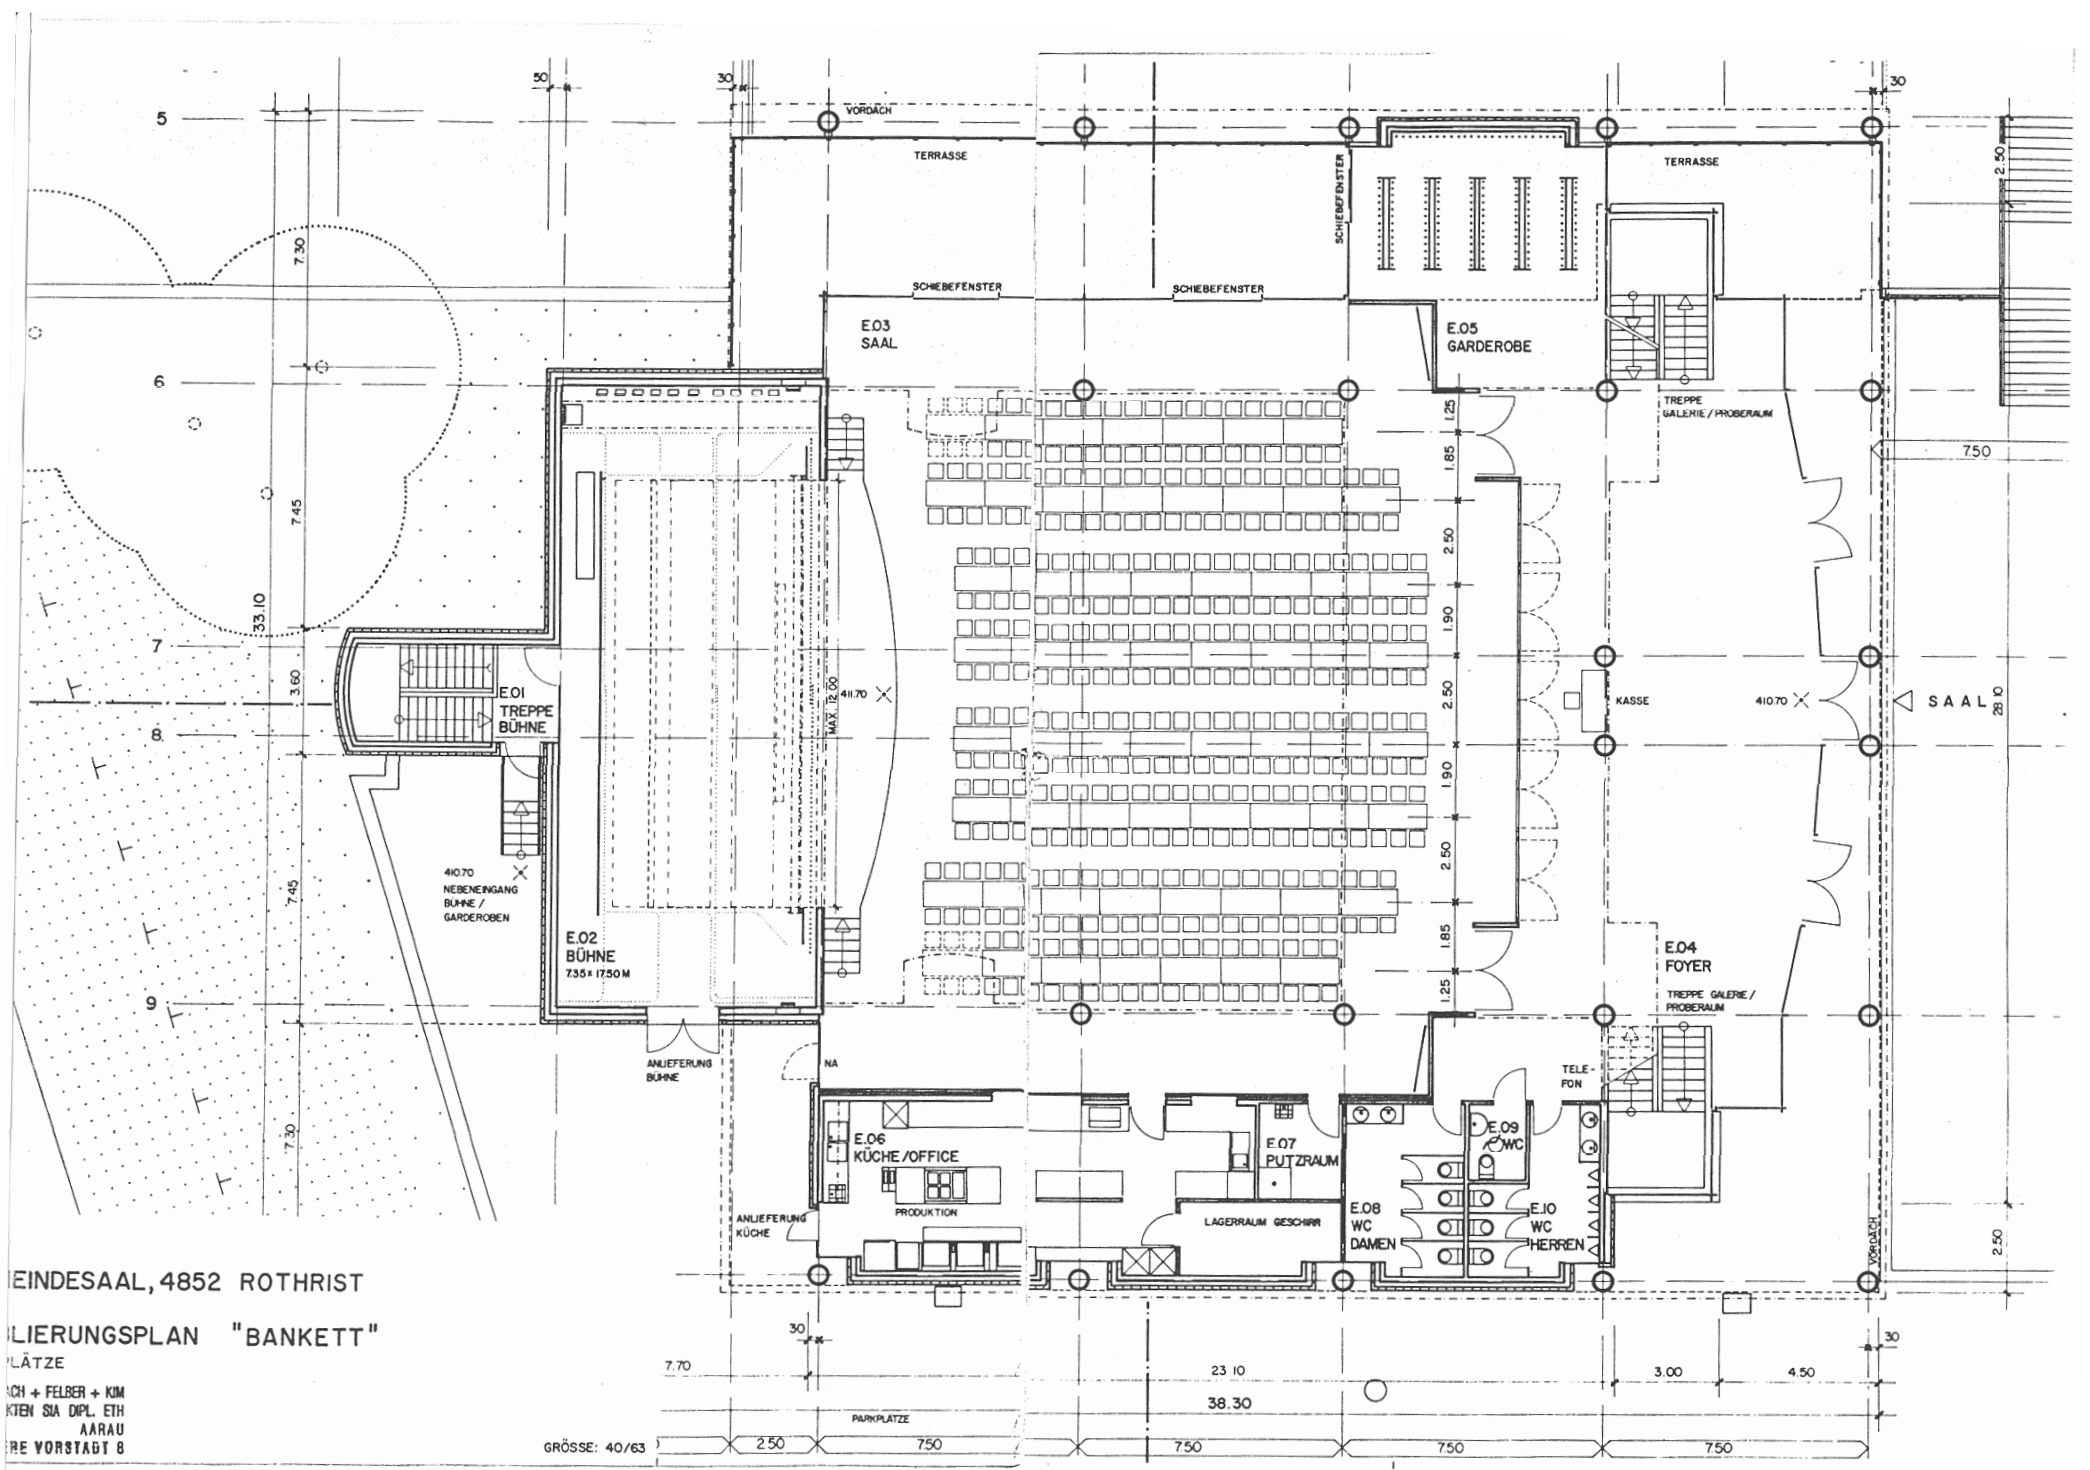 50
30
30
5
VORDACH
TERRASSE
SCHIEBEFENSTER
TERRASSE
2.50
7.30
SCHIEBEFENSTER
SCHIEBEFENSTER
E.03
SAAL
E.05
GARDEROBE
6
TREPPE
GALERIE/PROBERAUM
1.25
1.85
7.50
7.45
2.50
33.10
1.90
7
3.60
E.01
TREPPE
BÜHNE
MAX. 12.00
411.70
2.50
KASSE
410.70
SAAL
28.10
8
1.90
2.50
410.70
NEBENEINGANG
BÜHNE /
GARDEROBEN
7.45
E.02
BÜHNE
7.35 x 17.50 M
1.85
E.04
FOYER
TREPPE GALERIE/
PROBERAUM
1.25
9
ANLIEFERUNG
BÜHNE
NA
TELE-
FON
7.30
E.06
KÜCHE/OFFICE
E.07
PUTZRAUM
E.09
WC
PRODUKTION
ANLIEFERUNG
KÜCHE
LAGERRAUM GESCHIRR
E.08
WC
DAMEN
E.10
WC
HERREN
VORDACH
2.50
EINDESAAL, 4852 ROTHRIST
LIERUNGSPLAN "BANKETT"
LÄTZE
CH + FELBER + KIM
KTEN SIA DIPL. ETH
AARAU
RE VORSTADT 8
GRÖSSE: 40/63
30
30
7.70
23.10
3.00
4.50
38.30
PARKPLÄTZE
2.50
7.50
7.50
7.50
7.50